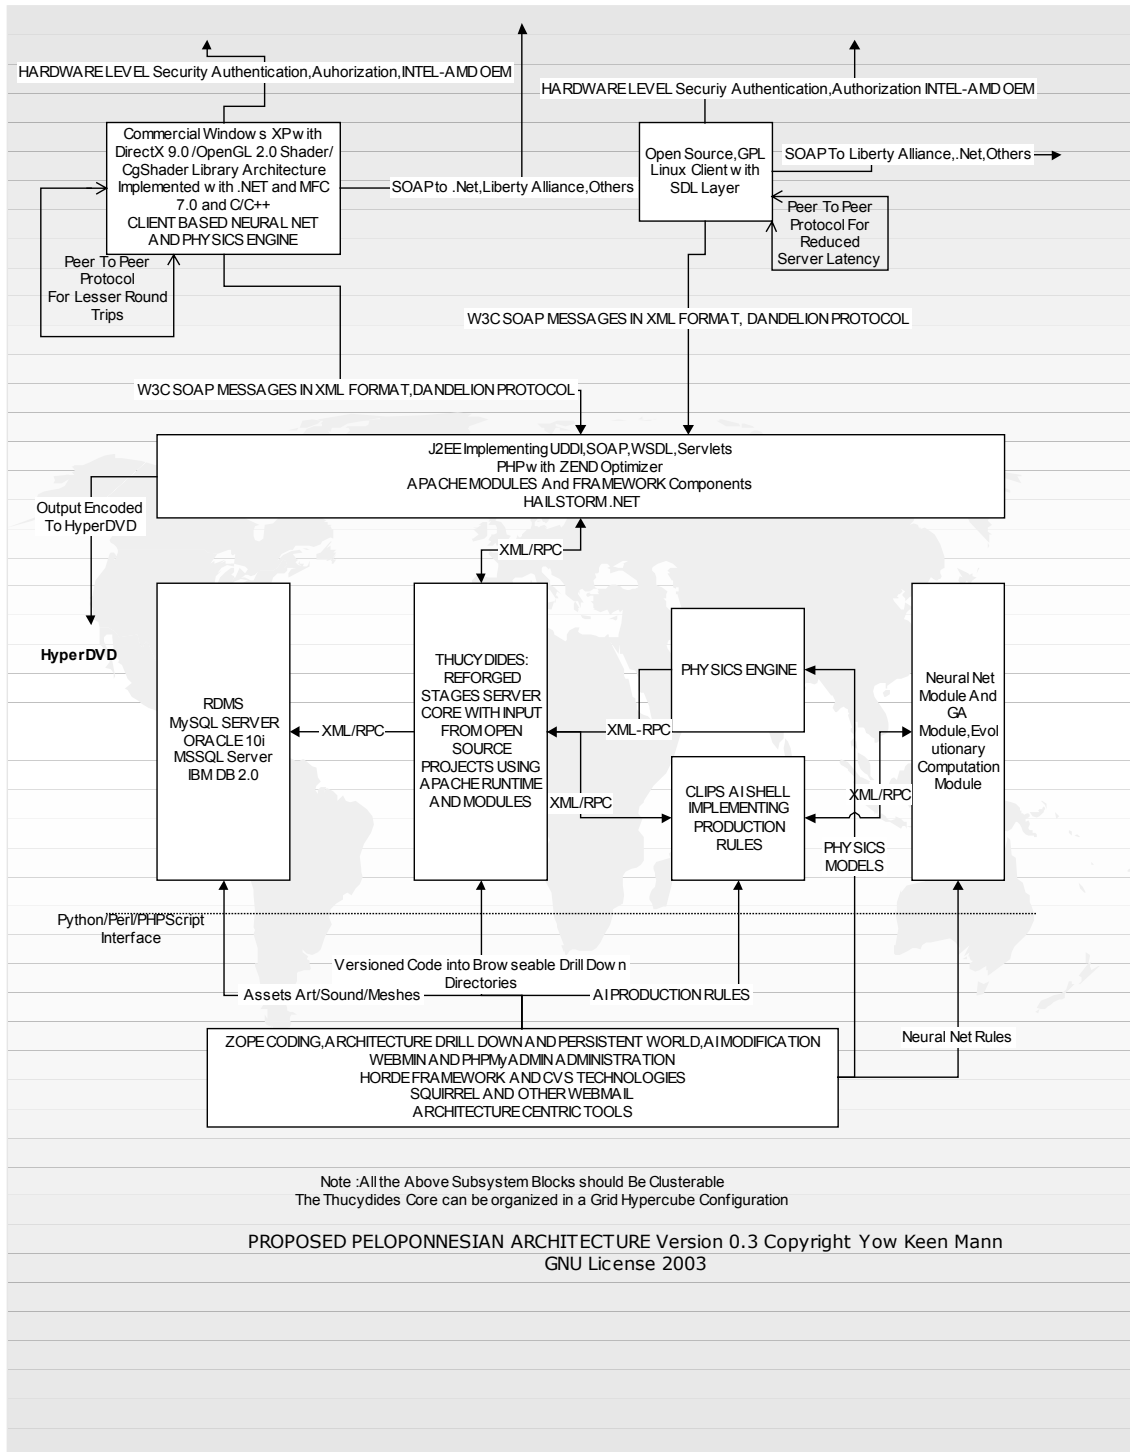 HARDWARE LEVEL Security Authentication,Auhorization,INTEL-AMD OEM
HARDWARE LEVEL Securiy Authentication,Authorization INTEL-AMD OEM
Commercial Windows XP with
DirectX 9.0 /OpenGL 2.0 Shader/
CgShader Library Architecture
Implemented with .NET and MFC
7.0 and C/C++
CLIENT BASED NEURAL NET
AND PHYSICS ENGINE
SOAP to .Net,Liberty Alliance,Others
Open Source,GPL
Linux Client with
SDL Layer
SOAP To Liberty Alliance,.Net,Others
Peer To Peer
Protocol For
Reduced
Server Latency
Peer To Peer
Protocol
For Lesser Round
Trips
W3C SOAP MESSAGES IN XML FORMAT, DANDELION PROTOCOL
W3C SOAP MESSAGES IN XML FORMAT,DANDELION PROTOCOL
J2EE Implementing UDDI,SOAP,WSDL,Servlets
PHP with ZEND Optimizer
APACHE MODULES And FRAMEWORK Components
HAILSTORM .NET
Output Encoded
To HyperDVD
HyperDVD
XML/RPC
RDMS
MySQL SERVER
ORACLE 10i
MSSQL Server
IBM DB 2.0
XML/RPC
THUCYDIDES:
REFORGED
STAGES SERVER
CORE WITH INPUT
FROM OPEN
SOURCE
PROJECTS USING
APACHE RUNTIME
AND MODULES
PHYSICS ENGINE
XML-RPC
XML/RPC
CLIPS AI SHELL
IMPLEMENTING
PRODUCTION
RULES
XML/RPC
PHYSICS
MODELS
Neural Net
Module And
GA
Module,Evol
utionary
Computation
Module
Python/Perl/PHPScript
Interface
Versioned Code into Browseable Drill Down
Directories
Assets Art/Sound/Meshes
AI PRODUCTION RULES
Neural Net Rules
ZOPE CODING,ARCHITECTURE DRILL DOWN AND PERSISTENT WORLD,AI MODIFICATION
WEBMIN AND PHPMyADMIN ADMINISTRATION
HORDE FRAMEWORK AND CVS TECHNOLOGIES
SQUIRREL AND OTHER WEBMAIL
ARCHITECTURE CENTRIC TOOLS
Note :All the Above Subsystem Blocks should Be Clusterable
The Thucydides Core can be organized in a Grid Hypercube Configuration
PROPOSED PELOPONNESIAN ARCHITECTURE Version 0.3 Copyright Yow Keen Mann
GNU License 2003